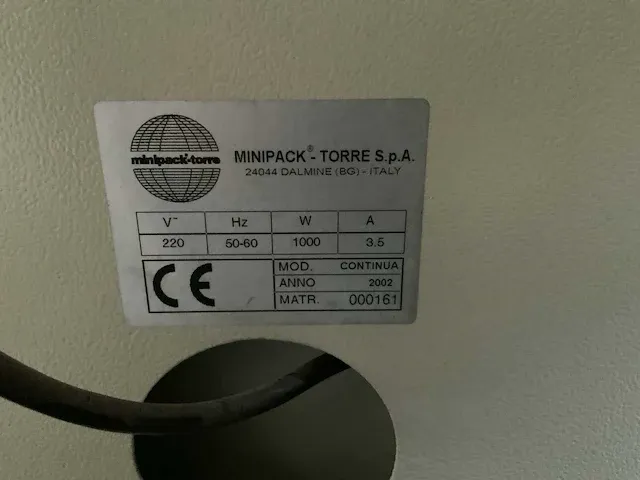 minipack-torre
MINIPACK® - TORRE S.p.A.
24044 DALMINE (BG) - ITALY
V~ Hz W A
220 50-60 1000 3.5
CE
MOD. CONTINUA
ANNO 2002
MATR. 000161